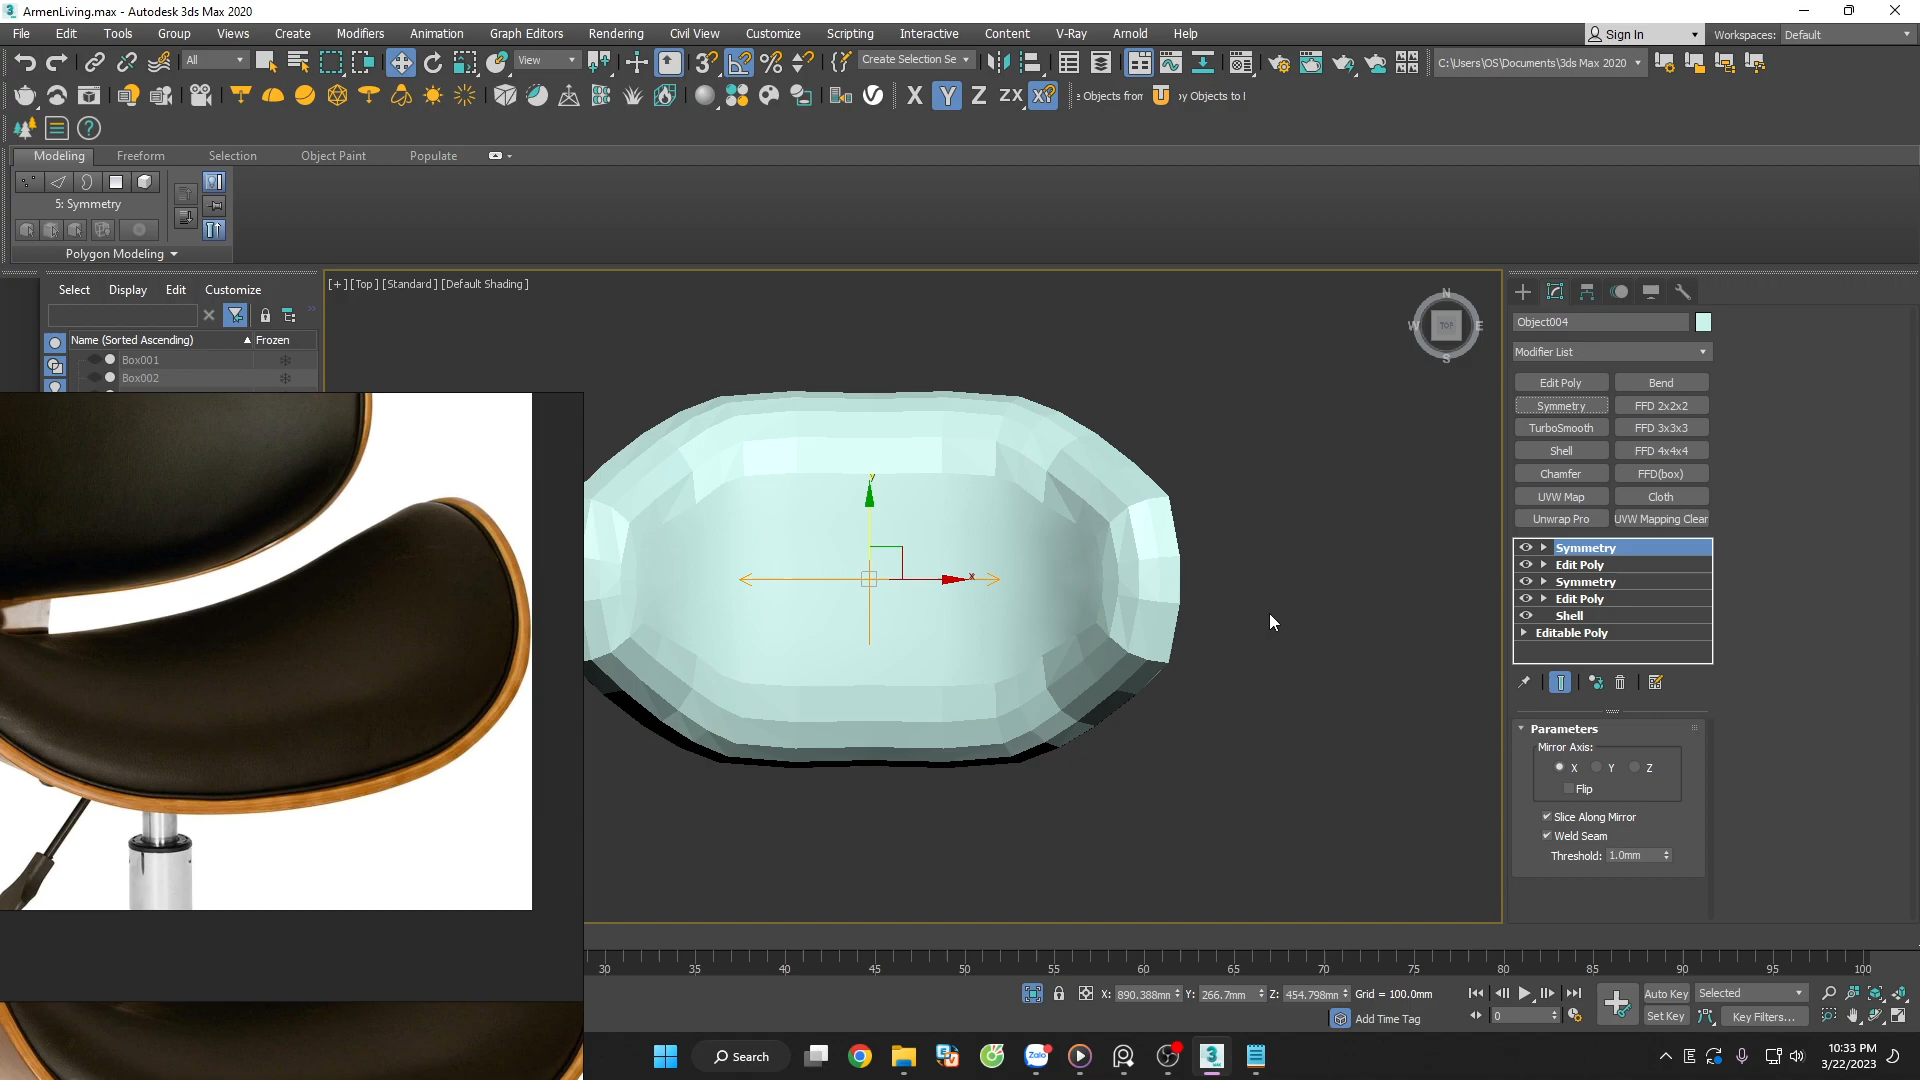 ArmenLiving.max - Autodesk 3ds Max 2020
File Edit Tools Group Views Create Modifiers Animation Graph Editors Rendering Civil View Customize Scripting Interactive Content V-Ray Arnold Help
Sign In
Workspaces: Default
All
View
Create Selection Se
C:\Users\OS\Documents\3ds Max 2020
X Y Z ZX XY
e Objects from
by Objects to l
Modeling Freeform Selection Object Paint Populate
5: Symmetry
Polygon Modeling
Select Display Edit Customize
Name (Sorted Ascending) Frozen
Box001
Box002
[+] [Top] [Standard] [Default Shading]
N
W TOP E
S
y
x
Object004
Modifier List
Edit Poly Bend
Symmetry FFD 2x2x2
TurboSmooth FFD 3x3x3
Shell FFD 4x4x4
Chamfer FFD(box)
UVW Map Cloth
Unwrap Pro UVW Mapping Clear
Symmetry
Edit Poly
Symmetry
Edit Poly
Shell
Editable Poly
Parameters
Mirror Axis:
X Y Z
Flip
Slice Along Mirror
Weld Seam
Threshold: 1.0mm
30 35 40 45 50 55 60 65 70 75 80 85 90 95 100
X: 890.388mm Y: 266.7mm Z: 454.798mm Grid = 100.0mm
Add Time Tag
0
Auto Key Selected
Set Key Key Filters...
Search
Zalo
3
10:33 PM
3/22/2023